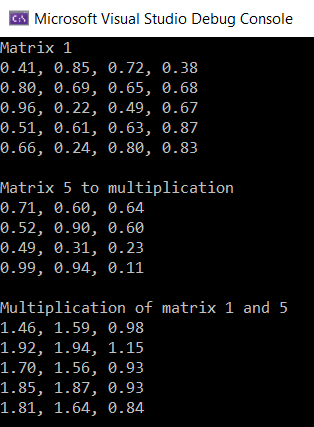 C:\ Microsoft Visual Studio Debug Console
Matrix 1
0.41, 0.85, 0.72, 0.38
0.80, 0.69, 0.65, 0.68
0.96, 0.22, 0.49, 0.67
0.51, 0.61, 0.63, 0.87
0.66, 0.24, 0.80, 0.83
Matrix 5 to multiplication
0.71, 0.60, 0.64
0.52, 0.90, 0.60
0.49, 0.31, 0.23
0.99, 0.94, 0.11
Multiplication of matrix 1 and 5
1.46, 1.59, 0.98
1.92, 1.94, 1.15
1.70, 1.56, 0.93
1.85, 1.87, 0.93
1.81, 1.64, 0.84